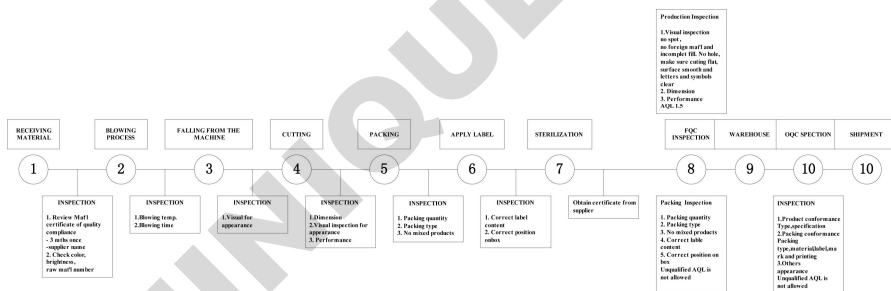 Production Inspection
1.Visual inspection
no spot,
no foreign mat'l and
incomplet fill. No hole,
make sure cuting flat,
surface smooth and
letters and symbols
clear
2. Dimension
3. Performance
AQL 1.5
RECEIVING
MATERIAL
BLOWING
PROCESS
FALLING FROM THE
MACHINE
CUTTING
PACKING
APPLY LABEL
STERILIZATION
FQC
INSPECTION
WAREHOUSE
OQC SPECTION
SHIPMENT
1
2
3
4
5
6
7
8
9
10
10
INSPECTION
1. Review Mat'l
certificate of quality
compliance
- 3 mths once
-supplier name
2. Check color,
brightness,
raw mat'l number
INSPECTION
1.Blowing temp.
2.Blowing time
INSPECTION
1.Visual for
appearance
INSPECTION
1.Dimension
2.Visual inspection for
appearance
3. Performance
INSPECTION
1. Packing quantity
2. Packing type
3. No mixed products
INSPECTION
1. Correct label
content
2. Correct position
onbox
Obtain certificate from
supplier
Packing Inspection
1. Packing quantity
2. Packing type
3. No mixed products
4. Correct lable
content
5. Correct position on
box
Unqualified AQL is
not allowed
INSPECTION
1.Product conformance
Type,specification
2.Packing conformance
Packing
type,material,label,ma
rk and printing
3.Others
appearance
Unqualified AQL is
not allowed
UNIQUE